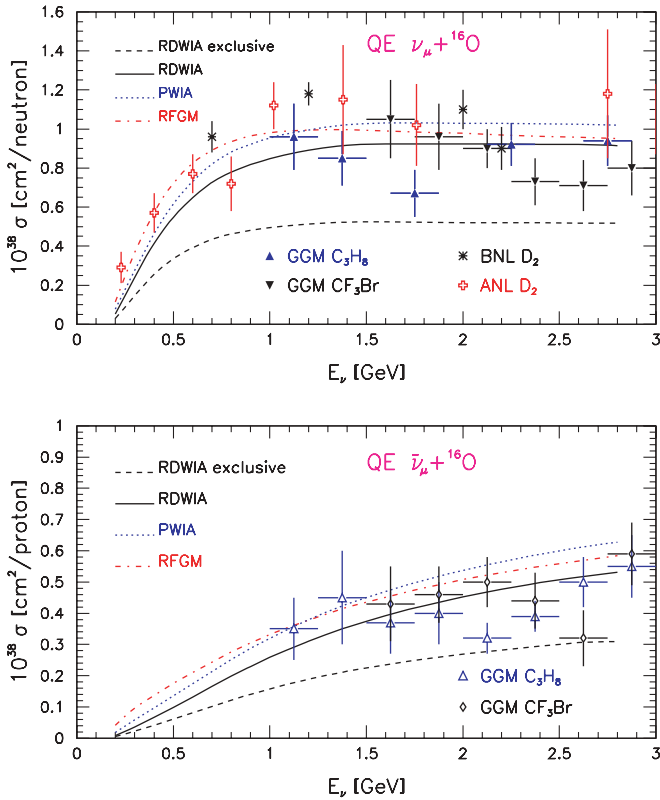 QE ν_μ+¹⁶O
RDWIA exclusive
RDWIA
PWIA
RFGM
GGM C₃H₈
GGM CF₃Br
BNL D₂
ANL D₂
10³⁸ σ [cm²/neutron]
1.6
1.4
1.2
1
0.8
0.6
0.4
0.2
0
0 0.5 1 1.5 2 2.5 3
E_ν [GeV]
QE ν̄_μ+¹⁶O
RDWIA exclusive
RDWIA
PWIA
RFGM
GGM C₃H₈
GGM CF₃Br
10³⁸ σ [cm²/proton]
1
0.9
0.8
0.7
0.6
0.5
0.4
0.3
0.2
0.1
0
0 0.5 1 1.5 2 2.5 3
E_ν [GeV]